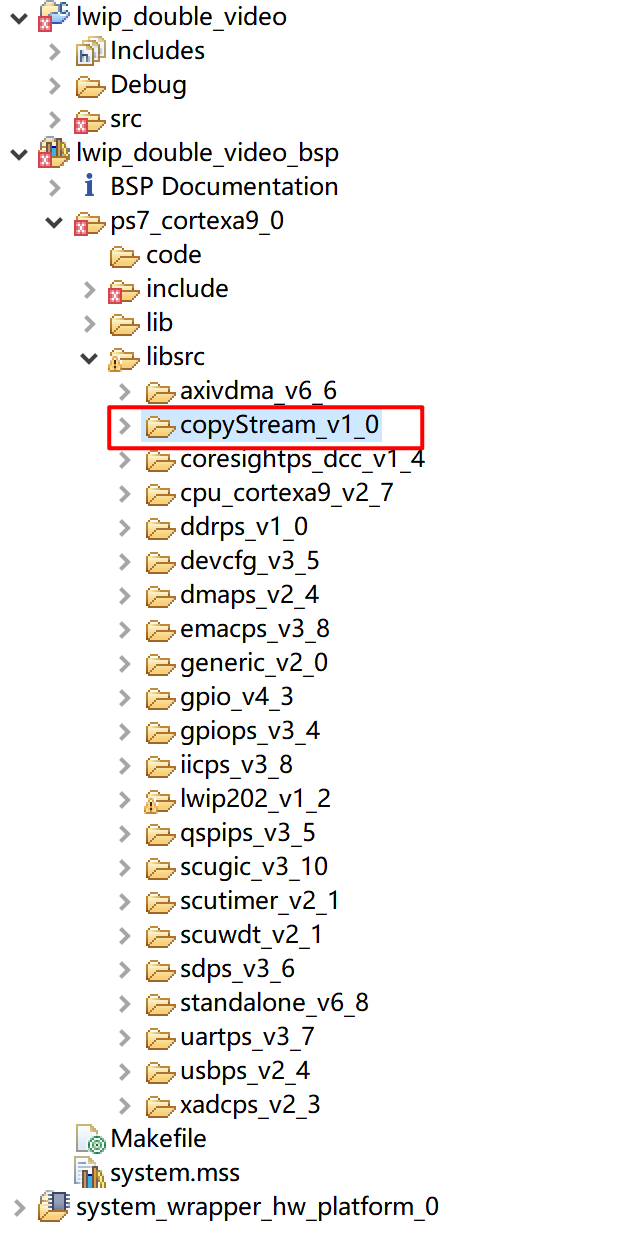 lwip_double_video
Includes
Debug
src
lwip_double_video_bsp
BSP Documentation
ps7_cortexa9_0
code
include
lib
libsrc
axivdma_v6_6
copyStream_v1_0
coresightps_dcc_v1_4
cpu_cortexa9_v2_7
ddrps_v1_0
devcfg_v3_5
dmaps_v2_4
emacps_v3_8
generic_v2_0
gpio_v4_3
gpiops_v3_4
iicps_v3_8
lwip202_v1_2
qspips_v3_5
scugic_v3_10
scutimer_v2_1
scuwdt_v2_1
sdps_v3_6
standalone_v6_8
uartps_v3_7
usbps_v2_4
xadcps_v2_3
Makefile
system.mss
system_wrapper_hw_platform_0